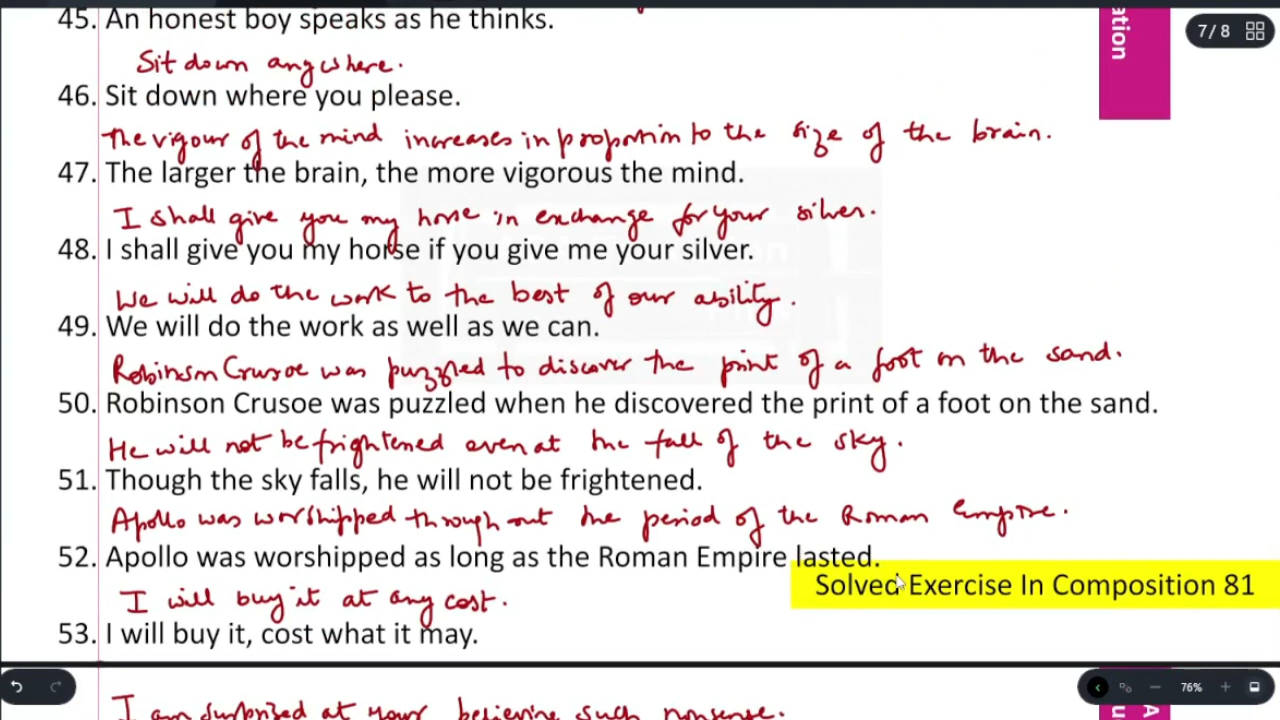 45. An honest boy speaks as he thinks.
ation
7/8
Sit down anywhere.
46. Sit down where you please.
The vigour of the mind increases in proportion to the size of the brain.
47. The larger the brain, the more vigorous the mind.
I shall give you my horse in exchange for your silver.
48. I shall give you my horse if you give me your silver.
We will do the work to the best of our ability.
49. We will do the work as well as we can.
Robinson Crusoe was puzzled to discover the print of a foot on the sand.
50. Robinson Crusoe was puzzled when he discovered the print of a foot on the sand.
He will not be frightened even at the fall of the sky.
51. Though the sky falls, he will not be frightened.
Apollo was worshipped throughout the period of the Roman Empire.
52. Apollo was worshipped as long as the Roman Empire lasted.
Solved Exercise In Composition 81
I will buy it at any cost.
53. I will buy it, cost what it may.
76%
I am surprized at your believing such nonsense.